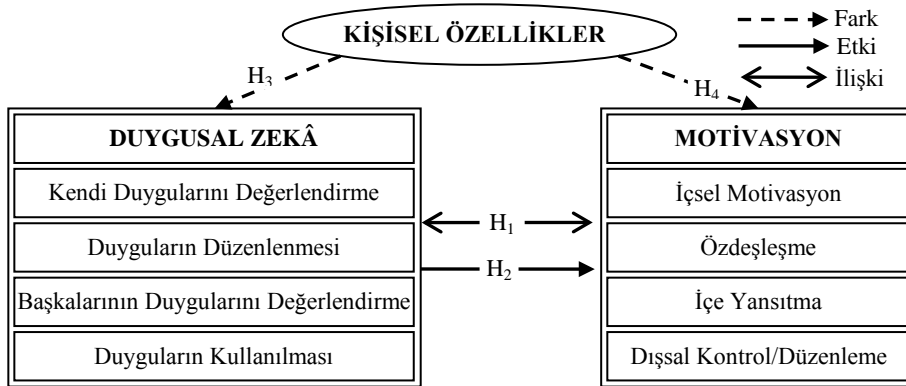 KİŞİSEL ÖZELLİKLER
Fark
Etki
İlişki
H3
H4
DUYGUSAL ZEKÂ
Kendi Duygularını Değerlendirme
Duyguların Düzenlenmesi
Başkalarının Duygularını Değerlendirme
Duyguların Kullanılması
H1
H2
MOTİVASYON
İçsel Motivasyon
Özdeşleşme
İçe Yansıtma
Dışsal Kontrol/Düzenleme